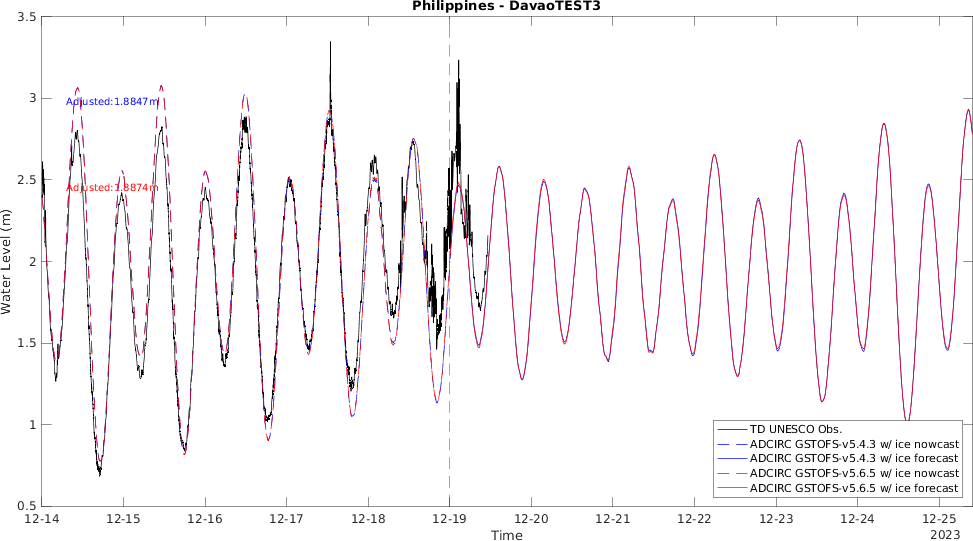 Philippines - DavaoTEST3
3.5
3
2.5
2
1.5
1
0.5
Water Level (m)
Adjusted:1.8847m
Adjusted:1.8874m
TD UNESCO Obs.
ADCIRC GSTOFS-v5.4.3 w/ ice nowcast
ADCIRC GSTOFS-v5.4.3 w/ ice forecast
ADCIRC GSTOFS-v5.6.5 w/ ice nowcast
ADCIRC GSTOFS-v5.6.5 w/ ice forecast
12-14 12-15 12-16 12-17 12-18 12-19 12-20 12-21 12-22 12-23 12-24 12-25
2023
Time